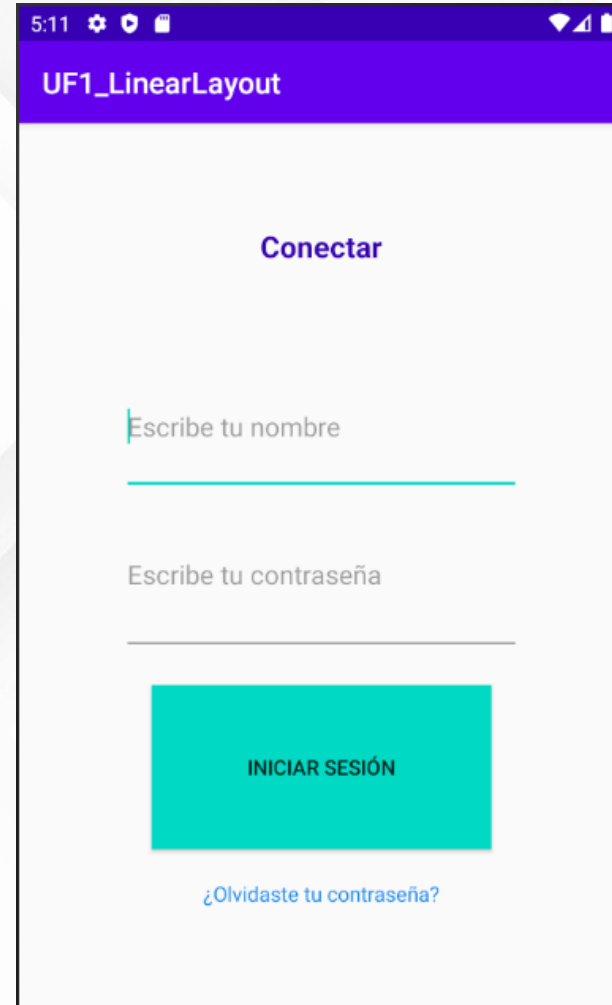 5:11
UF1_LinearLayout
Conectar
Escribe tu nombre
Escribe tu contraseña
INICIAR SESIÓN
¿Olvidaste tu contraseña?